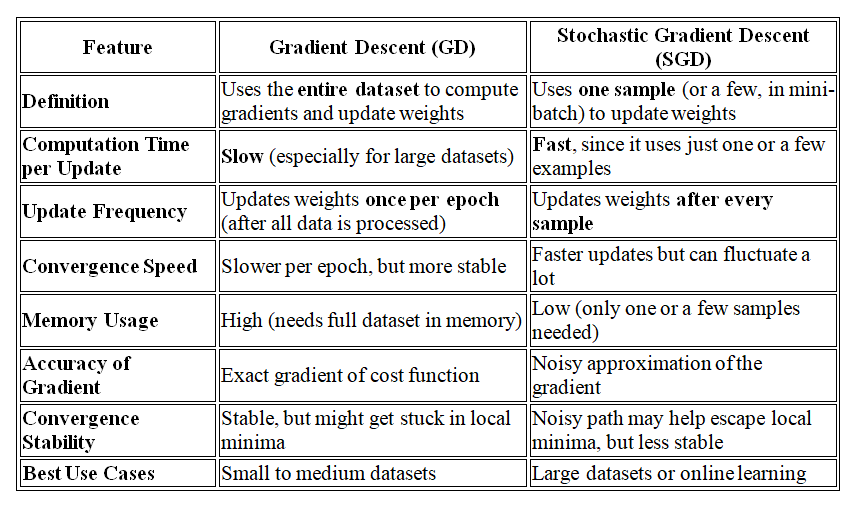 Feature
Gradient Descent (GD)
Stochastic Gradient Descent
(SGD)
Definition
Uses the entire dataset to compute
gradients and update weights
Uses one sample (or a few, in mini-
batch) to update weights
Computation Time
per Update
Slow (especially for large datasets)
Fast, since it uses just one or a few
examples
Update Frequency
Updates weights once per epoch
(after all data is processed)
Updates weights after every
sample
Convergence Speed
Slower per epoch, but more stable
Faster updates but can fluctuate a
lot
Memory Usage
High (needs full dataset in memory)
Low (only one or a few samples
needed)
Accuracy of
Gradient
Exact gradient of cost function
Noisy approximation of the
gradient
Convergence
Stability
Stable, but might get stuck in local
minima
Noisy path may help escape local
minima, but less stable
Best Use Cases
Small to medium datasets
Large datasets or online learning